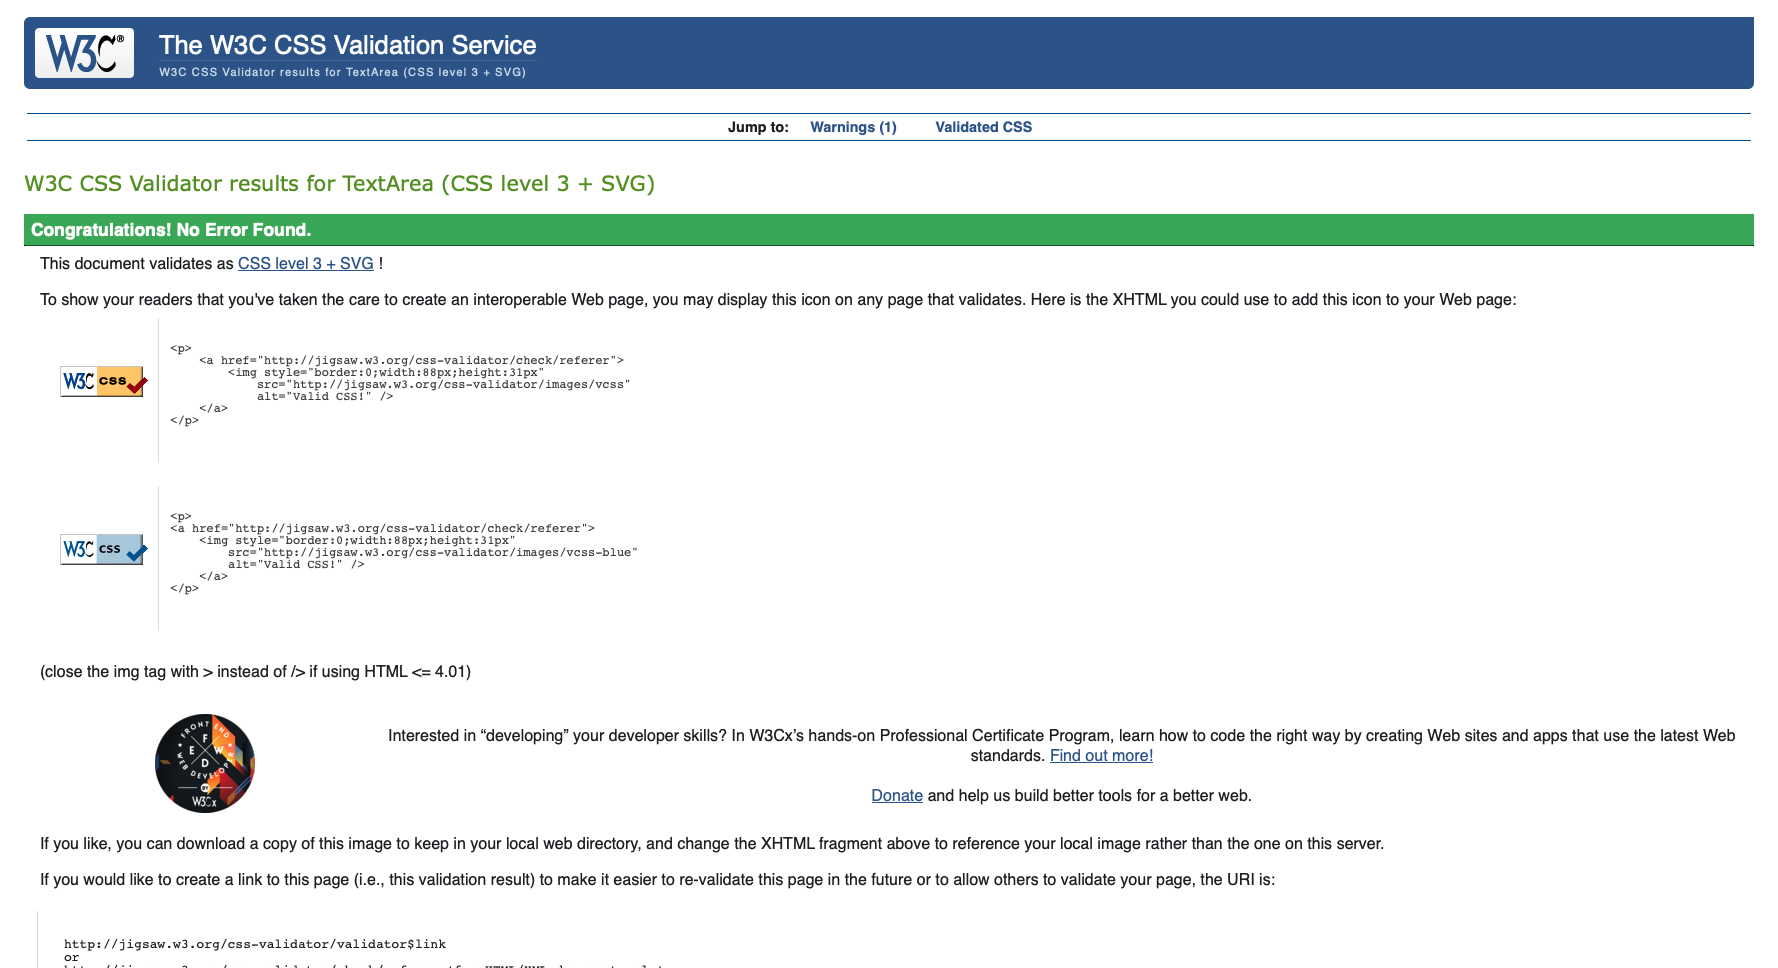 W3C®
The W3C CSS Validation Service
W3C CSS Validator results for TextArea (CSS level 3 + SVG)
Jump to: Warnings (1) Validated CSS
W3C CSS Validator results for TextArea (CSS level 3 + SVG)
Congratulations! No Error Found.
This document validates as CSS level 3 + SVG !
To show your readers that you've taken the care to create an interoperable Web page, you may display this icon on any page that validates. Here is the XHTML you could use to add this icon to your Web page:
W3C css
<p>
    <a href="http://jigsaw.w3.org/css-validator/check/referer">
        <img style="border:0;width:88px;height:31px"
            src="http://jigsaw.w3.org/css-validator/images/vcss"
            alt="Valid CSS!" />
    </a>
</p>
W3C css
<p>
<a href="http://jigsaw.w3.org/css-validator/check/referer">
    <img style="border:0;width:88px;height:31px"
        src="http://jigsaw.w3.org/css-validator/images/vcss-blue"
        alt="Valid CSS!" />
    </a>
</p>
(close the img tag with > instead of /> if using HTML <= 4.01)
FRONT END
F E W D
WEB DEVELOPER
BY
W3Cx
Interested in “developing” your developer skills? In W3Cx’s hands-on Professional Certificate Program, learn how to code the right way by creating Web sites and apps that use the latest Web
standards. Find out more!
Donate and help us build better tools for a better web.
If you like, you can download a copy of this image to keep in your local web directory, and change the XHTML fragment above to reference your local image rather than the one on this server.
If you would like to create a link to this page (i.e., this validation result) to make it easier to re-validate this page in the future or to allow others to validate your page, the URI is:
http://jigsaw.w3.org/css-validator/validator$link
or